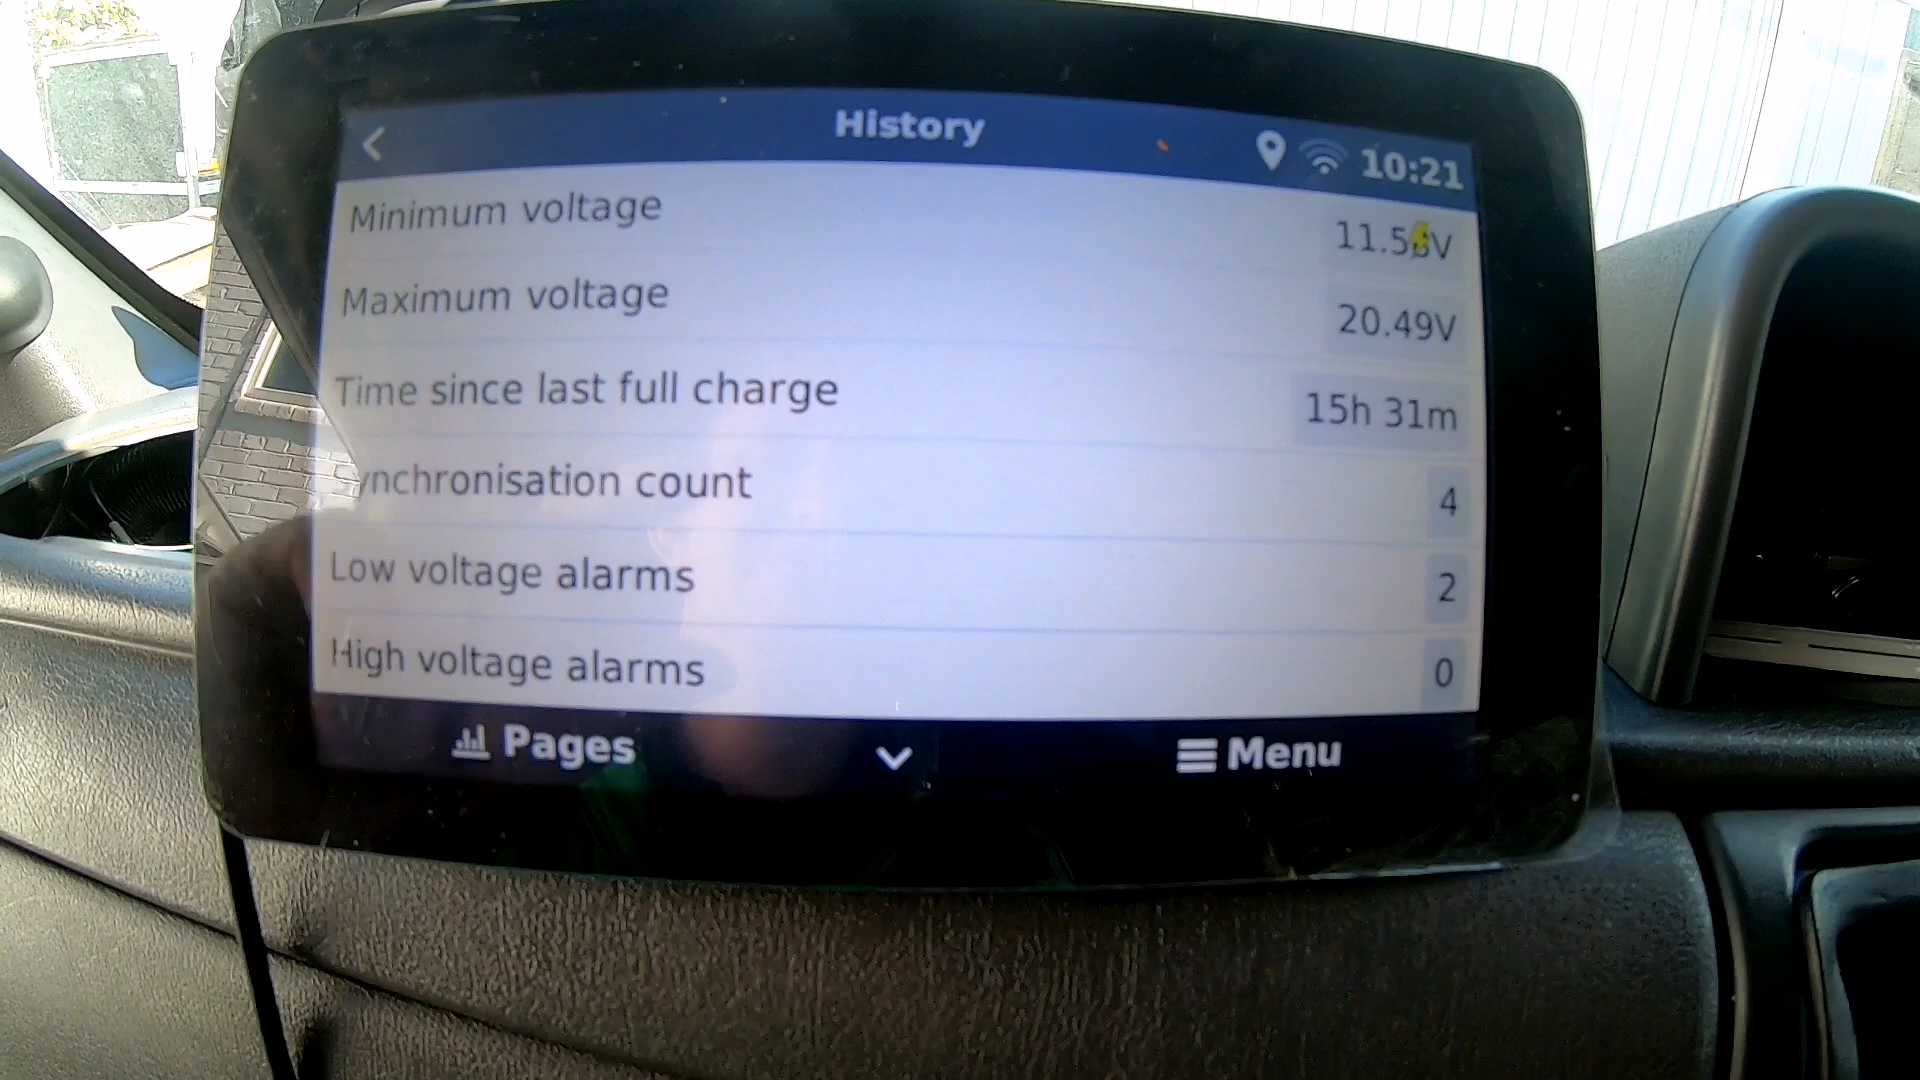 History
10:21
Minimum voltage
Maximum voltage
20.49V
Time since last full charge
15h 31m
count
4
Low voltage alarms
2
High voltage alarms
0
Pages
Menu